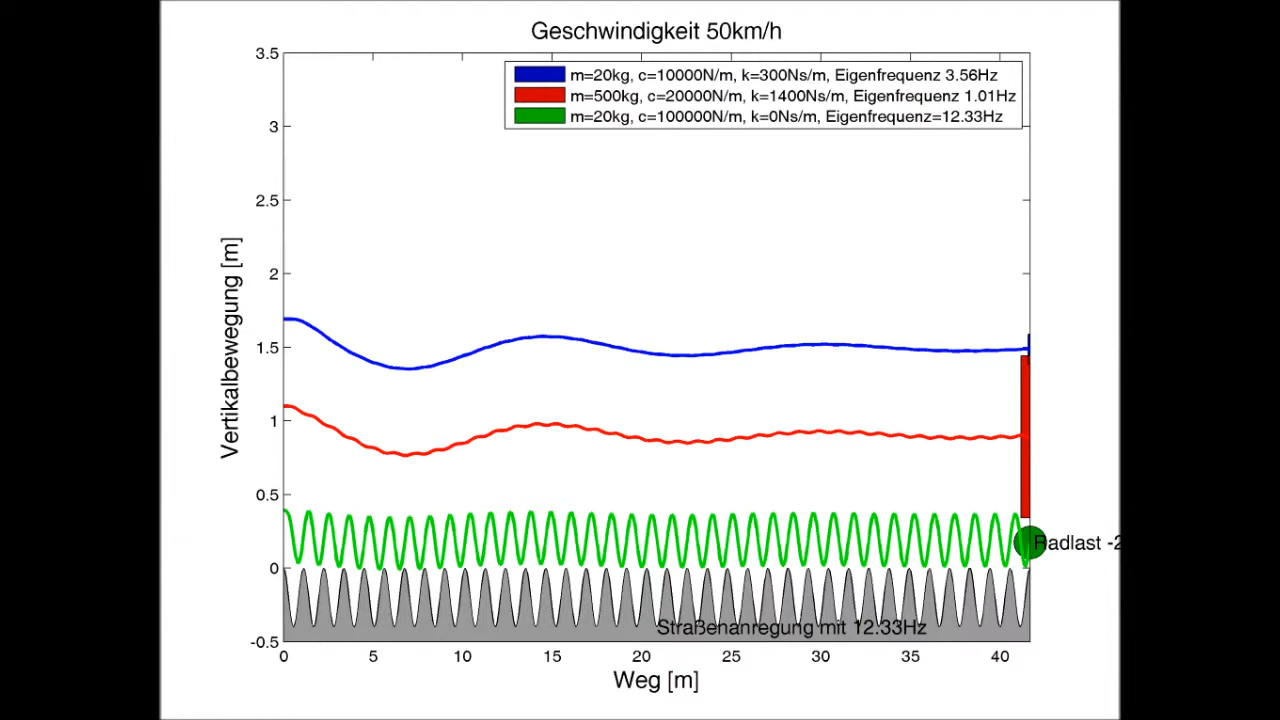 Geschwindigkeit 50km/h
m=20kg, c=10000N/m, k=300Ns/m, Eigenfrequenz 3.56Hz
m=500kg, c=20000N/m, k=1400Ns/m, Eigenfrequenz 1.01Hz
m=20kg, c=100000N/m, k=0Ns/m, Eigenfrequenz=12.33Hz
3.5
3
2.5
2
1.5
1
0.5
0
-0.5
Vertikalbewegung [m]
Radlast -2
Straßenanregung mit 12.33Hz
0 5 10 15 20 25 30 35 40
Weg [m]